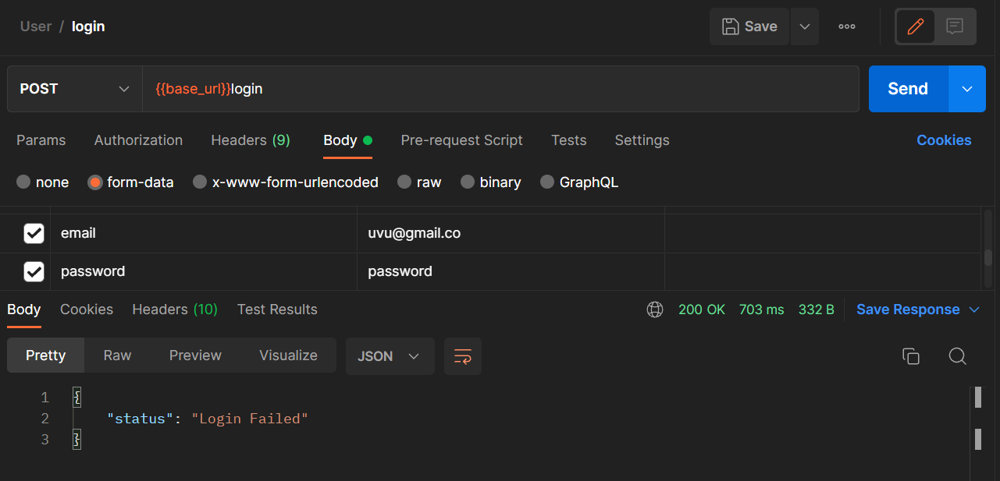 User / login Save
POST {{base_url}}login Send
Params Authorization Headers (9) Body Pre-request Script Tests Settings Cookies
none form-data x-www-form-urlencoded raw binary GraphQL
email uvu@gmail.co
password password
Body Cookies Headers (10) Test Results 200 OK 703 ms 332 B Save Response
Pretty Raw Preview Visualize JSON
1 {
2 "status": "Login Failed"
3 }